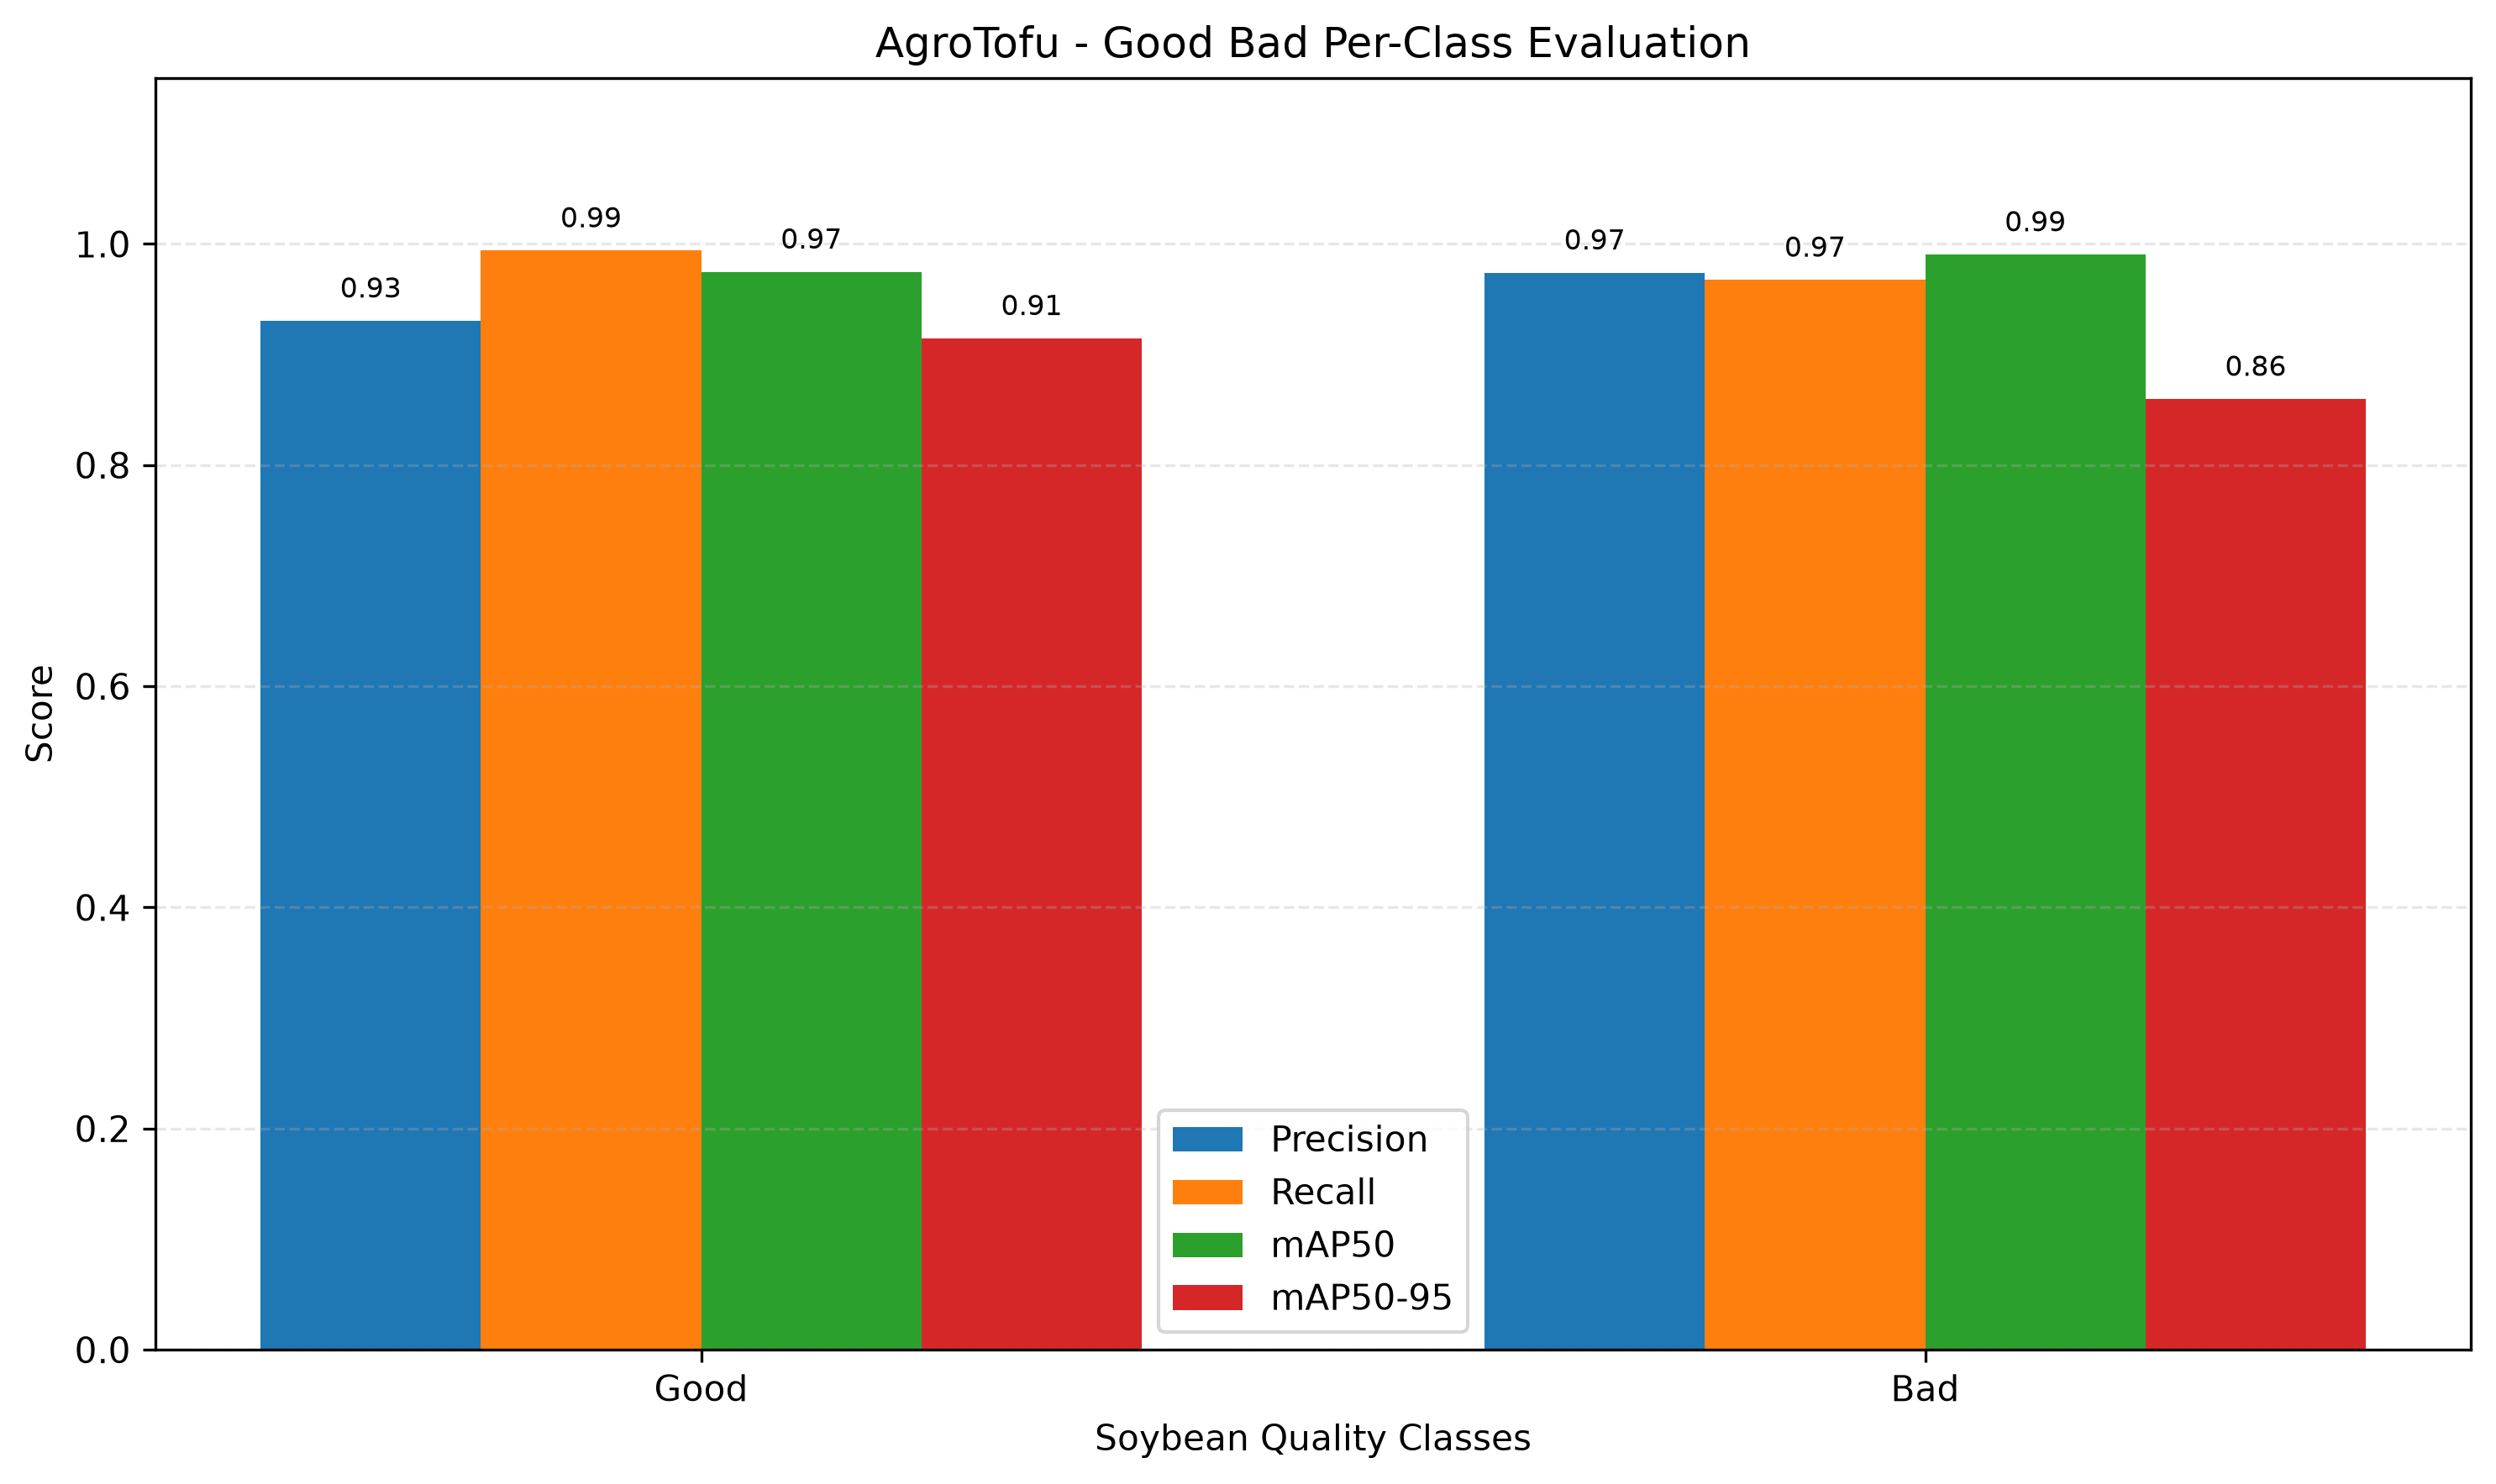 AgroTofu - Good Bad Per-Class Evaluation
Score
1.0
0.8
0.6
0.4
0.2
0.0
0.93
0.99
0.97
0.91
0.97
0.97
0.99
0.86
Precision
Recall
mAP50
mAP50-95
Good
Bad
Soybean Quality Classes